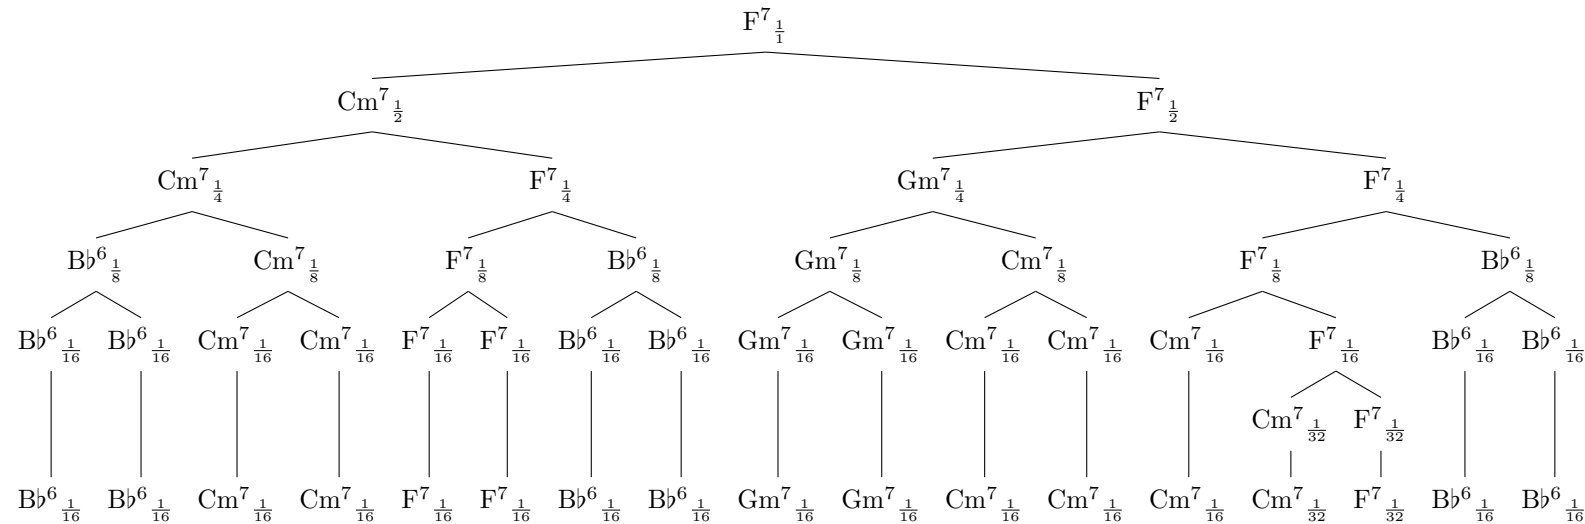 F⁷ 1/1
Cm⁷ 1/2 F⁷ 1/2
Cm⁷ 1/4 F⁷ 1/4 Gm⁷ 1/4 F⁷ 1/4
B♭⁶ 1/8 Cm⁷ 1/8 F⁷ 1/8 B♭⁶ 1/8 Gm⁷ 1/8 Cm⁷ 1/8 F⁷ 1/8 B♭⁶ 1/8
B♭⁶ 1/16 B♭⁶ 1/16 Cm⁷ 1/16 Cm⁷ 1/16 F⁷ 1/16 F⁷ 1/16 B♭⁶ 1/16 B♭⁶ 1/16 Gm⁷ 1/16 Gm⁷ 1/16 Cm⁷ 1/16 Cm⁷ 1/16 Cm⁷ 1/16 F⁷ 1/16 B♭⁶ 1/16 B♭⁶ 1/16
Cm⁷ 1/32 F⁷ 1/32
B♭⁶ 1/16 B♭⁶ 1/16 Cm⁷ 1/16 Cm⁷ 1/16 F⁷ 1/16 F⁷ 1/16 B♭⁶ 1/16 B♭⁶ 1/16 Gm⁷ 1/16 Gm⁷ 1/16 Cm⁷ 1/16 Cm⁷ 1/16 Cm⁷ 1/16 Cm⁷ 1/32 F⁷ 1/32 B♭⁶ 1/16 B♭⁶ 1/16